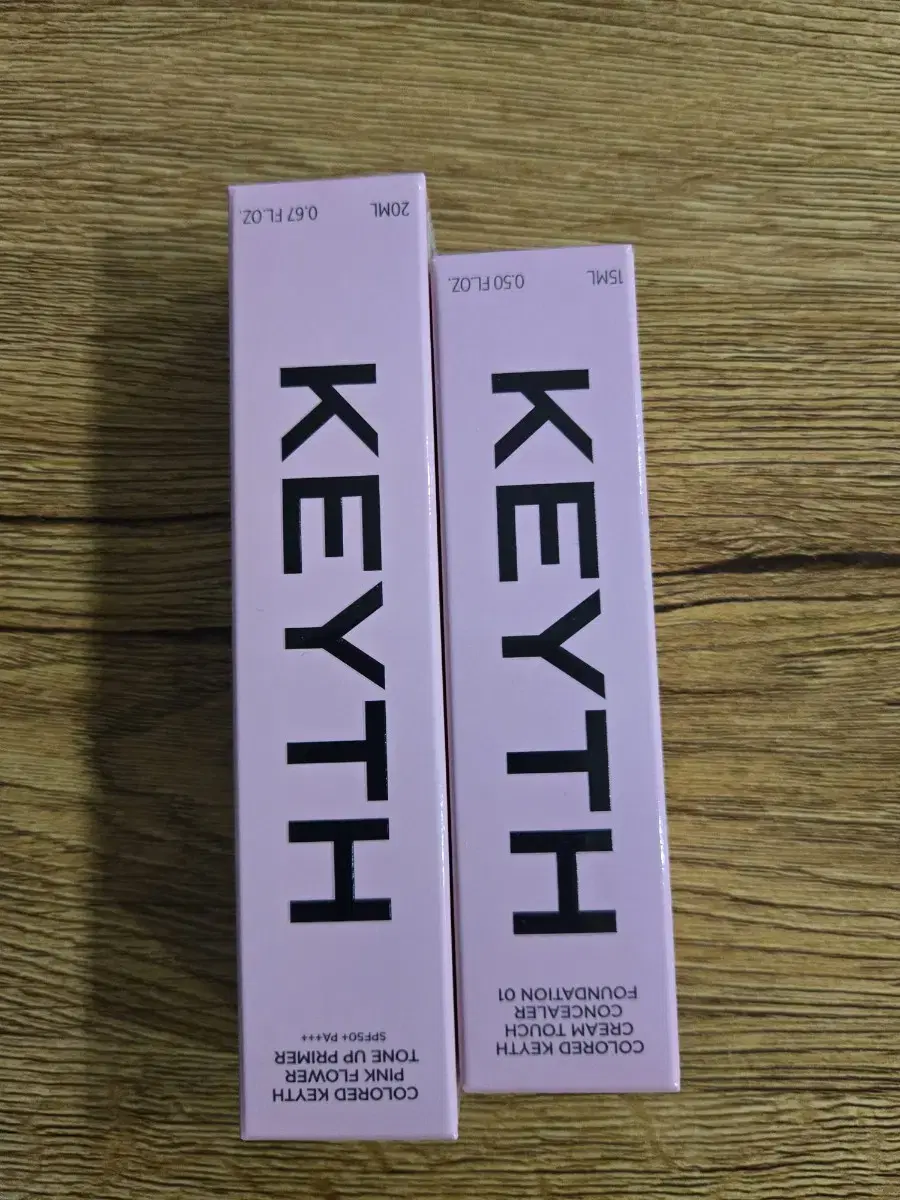 COLORED KEYTH
PINK FLOWER
TONE UP PRIMER
SPF50+ PA+++
KEYTH
20ML 0.67 FL.OZ.
COLORED KEYTH
CREAM TOUCH
CONCEALER
FOUNDATION 01
KEYTH
15ML 0.50 FL.OZ.